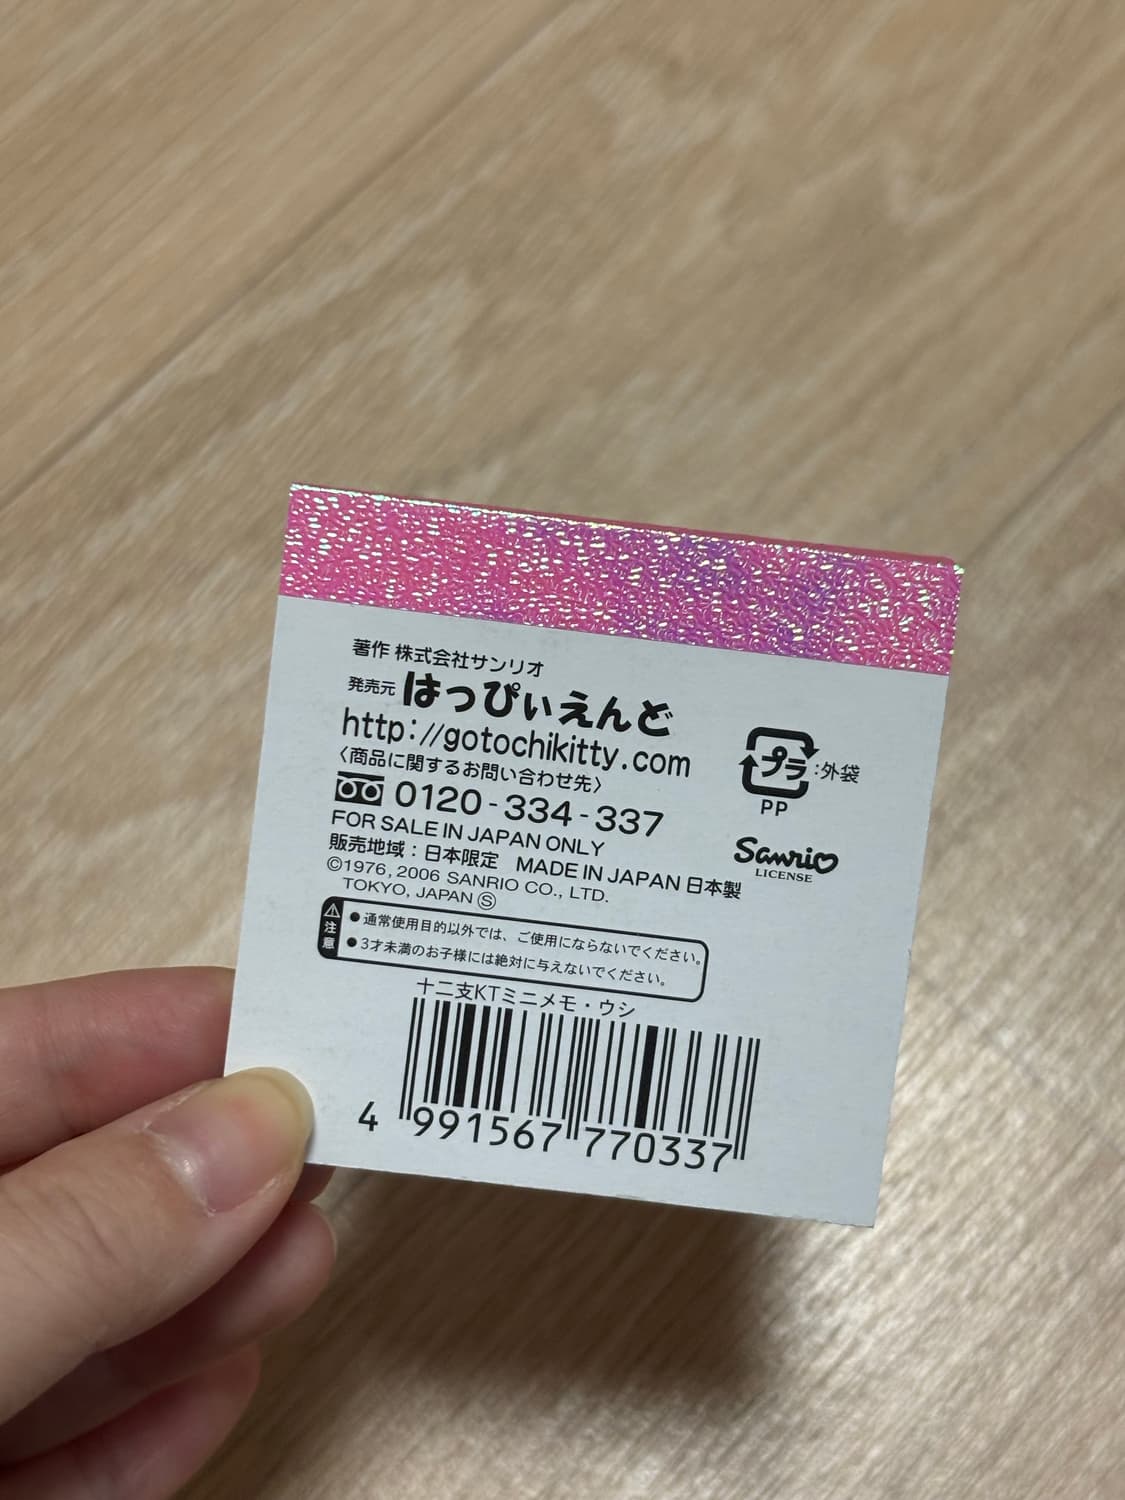 著作 株式会社サンリオ
発売元 はっぴぃえんど
http://gotochikitty.com
〈商品に関するお問い合わせ先〉
0120-334-337
FOR SALE IN JAPAN ONLY
販売地域：日本限定 MADE IN JAPAN 日本製
©1976, 2006 SANRIO CO., LTD.
TOKYO, JAPAN Ⓢ
プラ :外袋
PP
Sanrio
LICENSE
⚠注意
●通常使用目的以外では、ご使用にならないでください。
●3才未満のお子様には絶対に与えないでください。
十二支KTミニメモ・ウシ
4 991567 770337